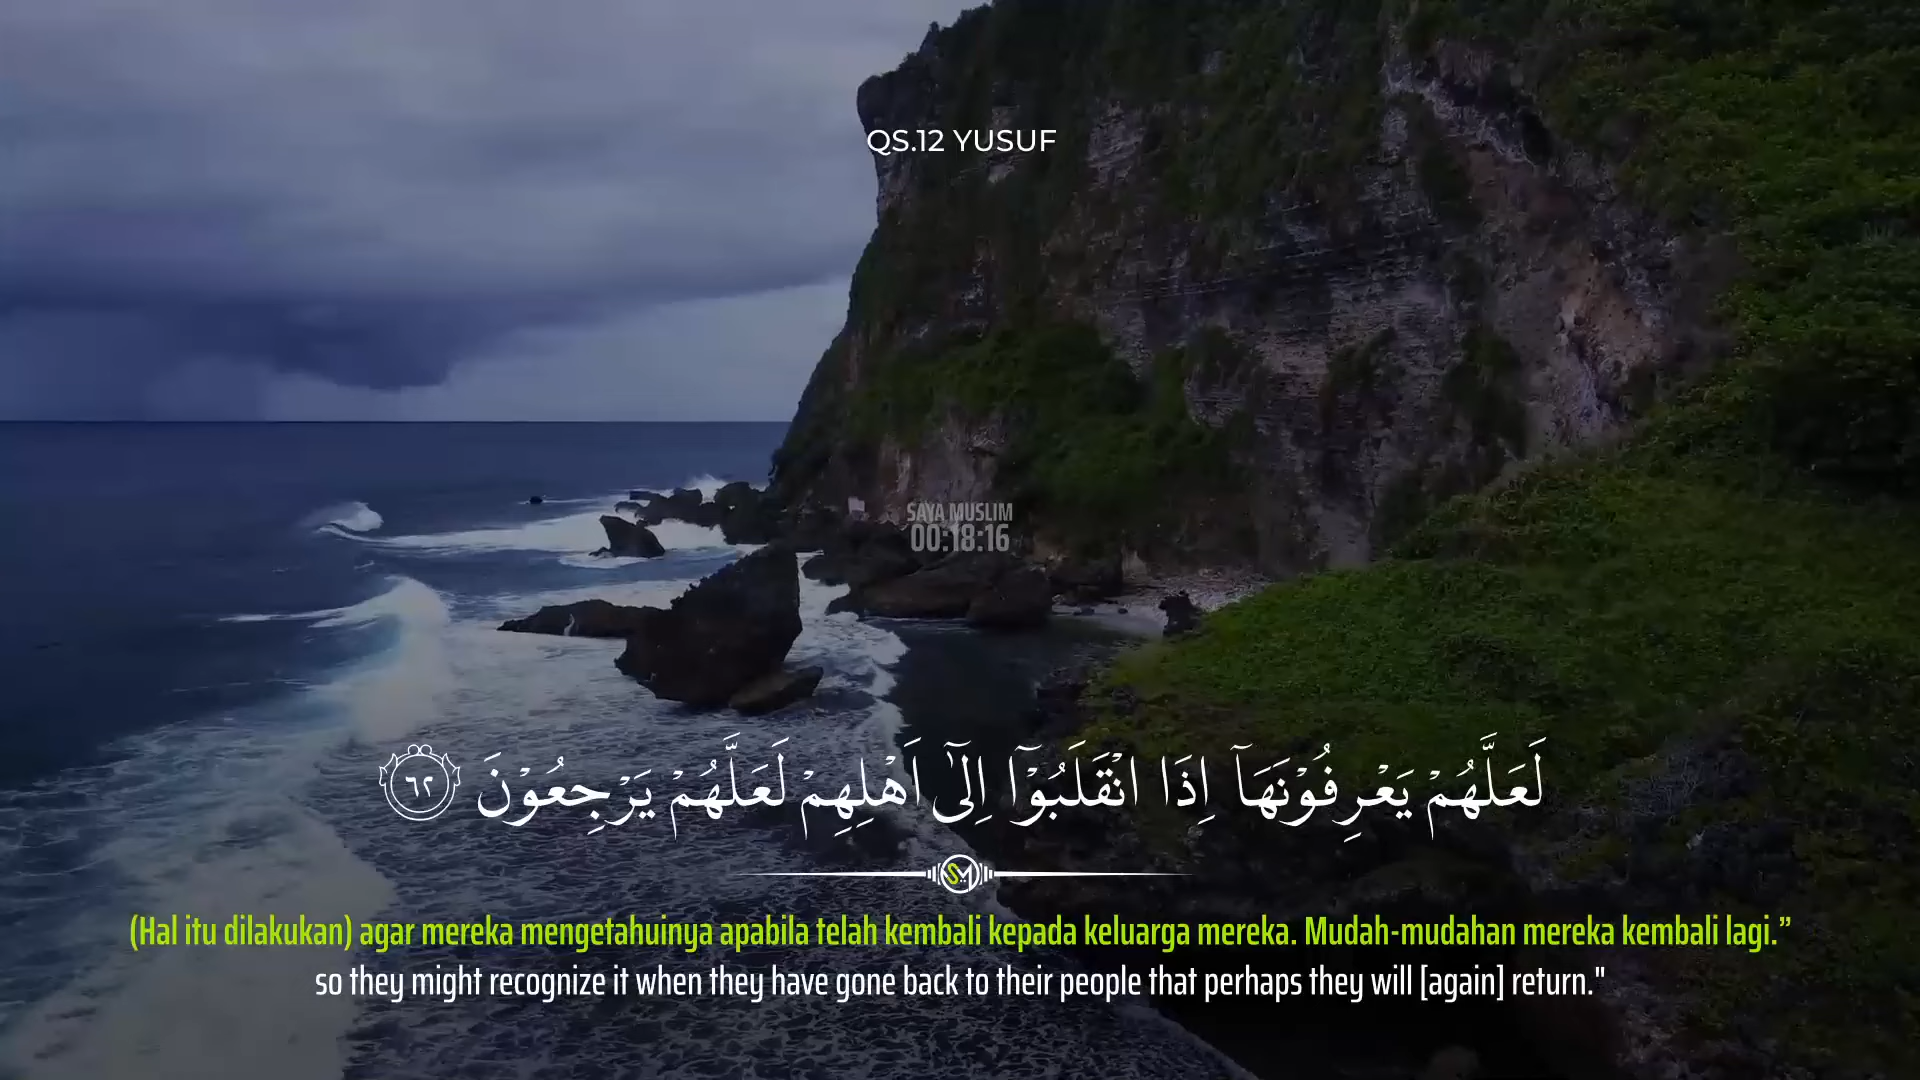 QS.12 YUSUF
SAYA MUSLIM
00:18:16
لَعَلَّهُمْ يَعْرِفُوْنَهَآ اِذَا انْقَلَبُوْٓا اِلٰٓى اَهْلِهِمْ لَعَلَّهُمْ يَرْجِعُوْنَ ٦٢
SM
(Hal itu dilakukan) agar mereka mengetahuinya apabila telah kembali kepada keluarga mereka. Mudah-mudahan mereka kembali lagi.”
so they might recognize it when they have gone back to their people that perhaps they will [again] return."